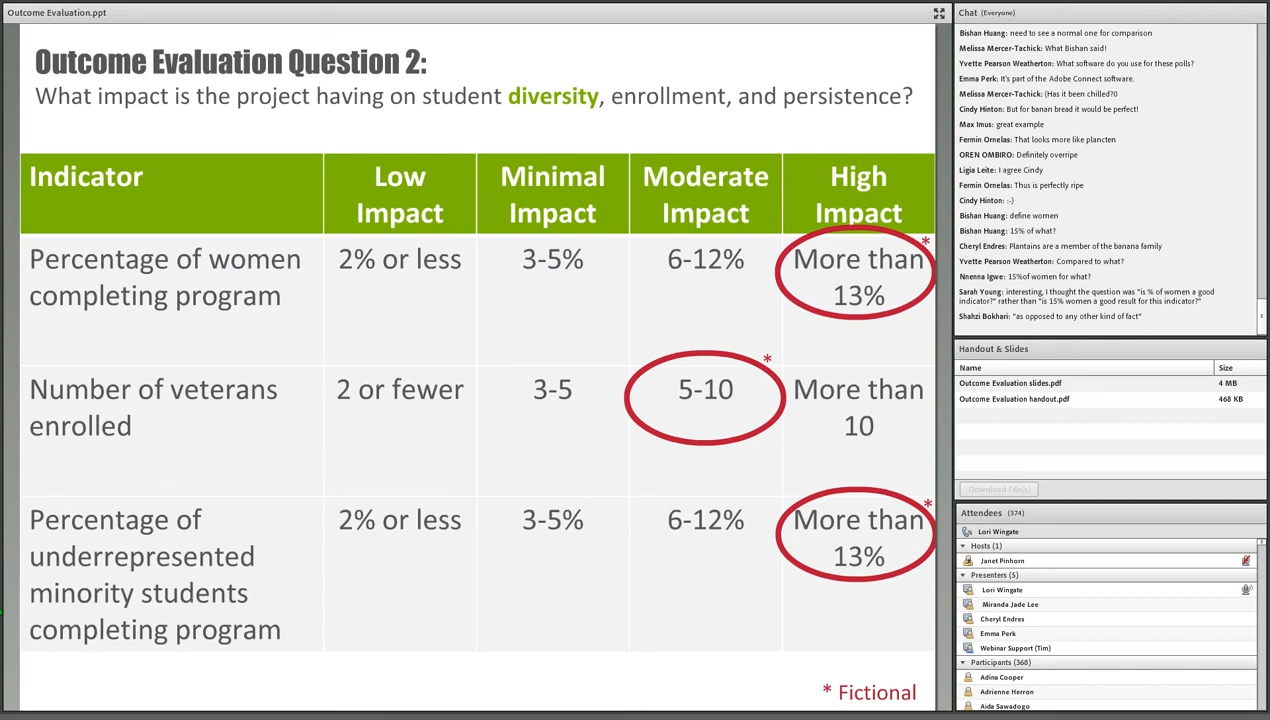 Outcome Evaluation.ppt
Outcome Evaluation Question 2:
What impact is the project having on student diversity, enrollment, and persistence?
Indicator
Low Impact
Minimal Impact
Moderate Impact
High Impact
Percentage of women completing program
2% or less
3-5%
6-12%
More than 13%
*
Number of veterans enrolled
2 or fewer
3-5
5-10
*
More than 10
Percentage of underrepresented minority students completing program
2% or less
3-5%
6-12%
More than 13%
*
* Fictional
Chat (Everyone)
Bishan Huang: need to see a normal one for comparison
Melissa Mercer-Tachick: What Bishan said!
Yvette Pearson Weatherton: What software do you use for these polls?
Emma Perk: It's part of the Adobe Connect software.
Melissa Mercer-Tachick: (Has it been chilled?0
Cindy Hinton: But for banan bread it would be perfect!
Max Imus: great example
Fermin Ornelas: That looks more like plancten
OREN OMBIRO: Definitely overripe
Ligia Leite: I agree Cindy
Fermin Ornelas: Thus is perfectly ripe
Cindy Hinton: :-)
Bishan Huang: define women
Bishan Huang: 15% of what?
Cheryl Endres: Plantains are a member of the banana family
Yvette Pearson Weatherton: Compared to what?
Nnenna Igwe: 15%of women for what?
Sarah Young: interesting, I thought the question was "is % of women a good
indicator?" rather than "is 15% women a good result for this indicator?"
Shahzi Bokhari: "as opposed to any other kind of fact"
Handout & Slides
Name Size
Outcome Evaluation slides.pdf 4 MB
Outcome Evaluation handout.pdf 468 KB
Download File(s)
Attendees (374)
Lori Wingate
Hosts (1)
Janet Pinhorn
Presenters (5)
Lori Wingate
Miranda Jade Lee
Cheryl Endres
Emma Perk
Webinar Support (Tim)
Participants (368)
Adina Cooper
Adrienne Herron
Aida Sawadogo